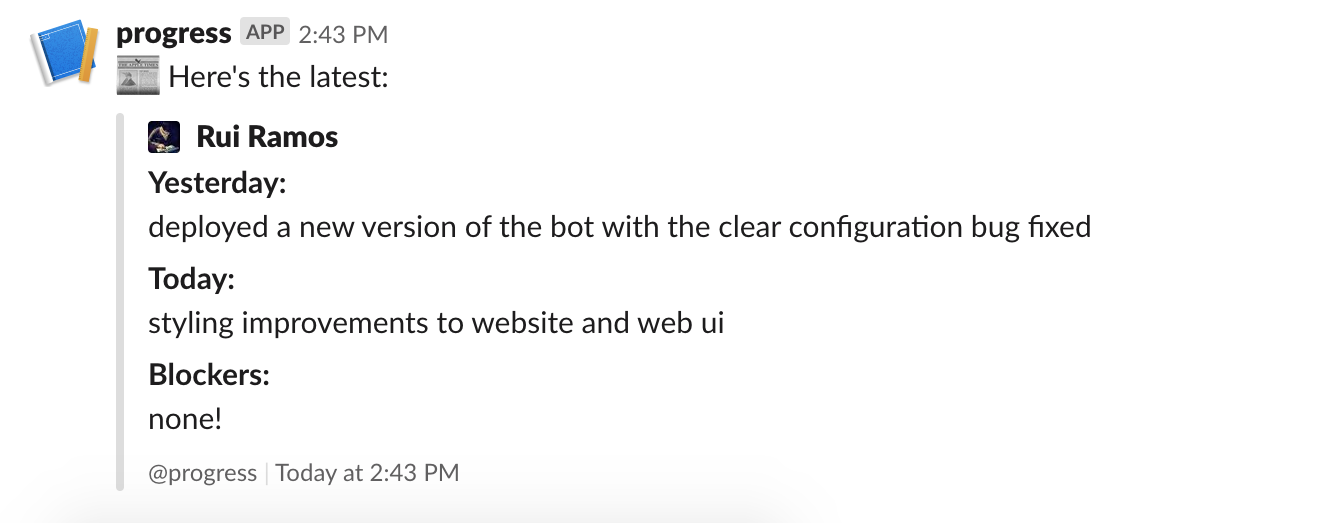 progress APP 2:43 PM
Here's the latest:
Rui Ramos
Yesterday:
deployed a new version of the bot with the clear configuration bug fixed
Today:
styling improvements to website and web ui
Blockers:
none!
@progress | Today at 2:43 PM